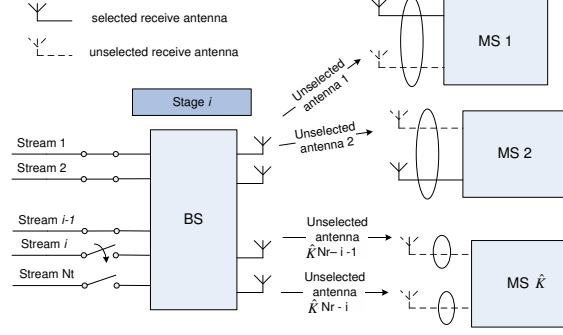 selected receive antenna
unselected receive antenna
MS 1
Unselected
antenna 1
Stage i
Unselected
antenna 2
Stream 1
Stream 2
MS 2
BS
Stream i-1
Stream i
Stream Nt
Unselected
antenna
K̂Nr– i -1
Unselected
antenna
K̂ Nr - i
MS K̂